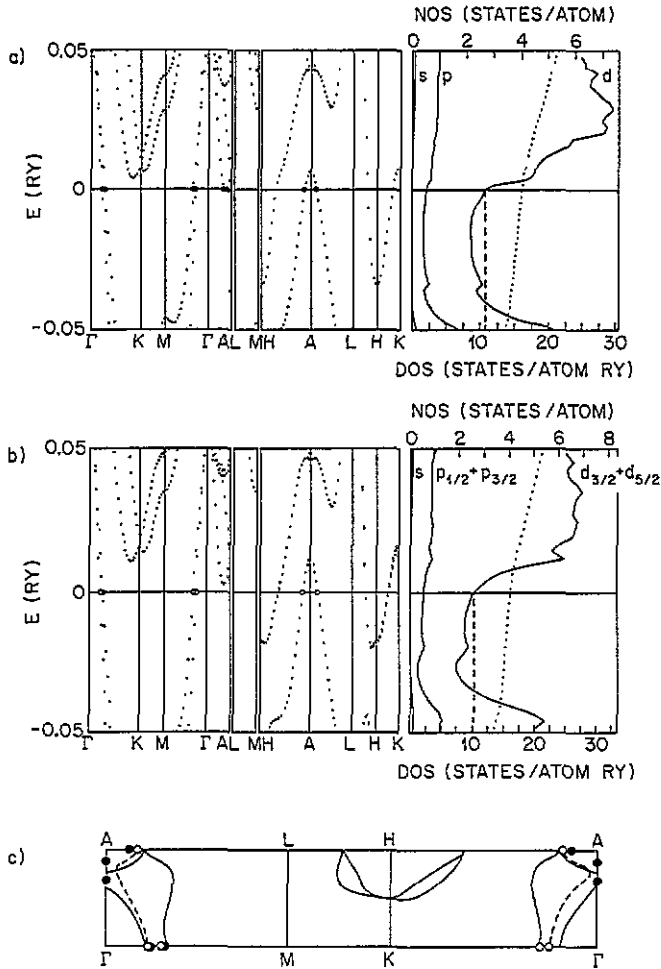 NOS (STATES/ATOM)
0 2 4 6
a)
0.05
s p d
E (RY)
0
-0.05
Γ K M Γ A L M H A L H K
10 20 30
DOS (STATES/ATOM RY)
NOS (STATES/ATOM)
0 2 4 6 8
b)
0.05
s p1/2+p3/2 d3/2+d5/2
E (RY)
0
-0.05
Γ K M Γ A L M H A L H K
10 20 30
DOS (STATES/ATOM RY)
c)
A L H A
Γ M K Γ